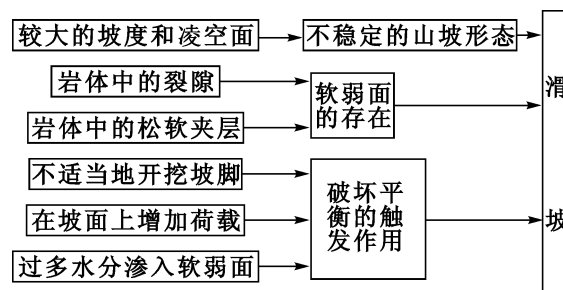 较大的坡度和凌空面
不稳定的山坡形态
岩体中的裂隙
岩体中的松软夹层
软弱面
的存在
不适当地开挖坡脚
在坡面上增加荷载
过多水分渗入软弱面
破坏平
衡的触
发作用
滑
坡